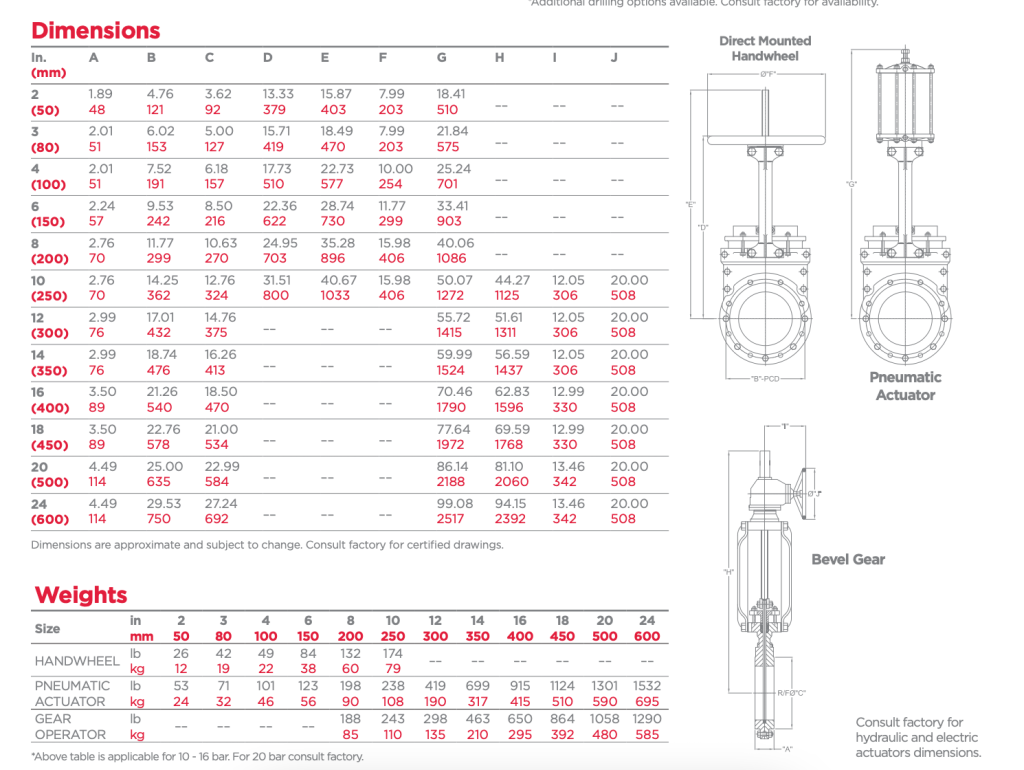 *Additional drilling options available. Consult factory for availability.
Dimensions
In. A B C D E F G H I J
(mm)
2 1.89 4.76 3.62 13.33 15.87 7.99 18.41
(50) 48 121 92 379 403 203 510 -- -- --
3 2.01 6.02 5.00 15.71 18.49 7.99 21.84
(80) 51 153 127 419 470 203 575 -- -- --
4 2.01 7.52 6.18 17.73 22.73 10.00 25.24
(100) 51 191 157 510 577 254 701 -- -- --
6 2.24 9.53 8.50 22.36 28.74 11.77 33.41
(150) 57 242 216 622 730 299 903 -- -- --
8 2.76 11.77 10.63 24.95 35.28 15.98 40.06
(200) 70 299 270 703 896 406 1086 -- -- --
10 2.76 14.25 12.76 31.51 40.67 15.98 50.07 44.27 12.05 20.00
(250) 70 362 324 800 1033 406 1272 1125 306 508
12 2.99 17.01 14.76 -- -- -- 55.72 51.61 12.05 20.00
(300) 76 432 375 1415 1311 306 508
14 2.99 18.74 16.26 -- -- -- 59.99 56.59 12.05 20.00
(350) 76 476 413 1524 1437 306 508
16 3.50 21.26 18.50 -- -- -- 70.46 62.83 12.99 20.00
(400) 89 540 470 1790 1596 330 508
18 3.50 22.76 21.00 -- -- -- 77.64 69.59 12.99 20.00
(450) 89 578 534 1972 1768 330 508
20 4.49 25.00 22.99 -- -- -- 86.14 81.10 13.46 20.00
(500) 114 635 584 2188 2060 342 508
24 4.49 29.53 27.24 -- -- -- 99.08 94.15 13.46 20.00
(600) 114 750 692 2517 2392 342 508
Dimensions are approximate and subject to change. Consult factory for certified drawings.
Weights
Size in 2 3 4 6 8 10 12 14 16 18 20 24
mm 50 80 100 150 200 250 300 350 400 450 500 600
HANDWHEEL lb 26 42 49 84 132 174 -- -- -- -- -- --
kg 12 19 22 38 60 79
PNEUMATIC lb 53 71 101 123 198 238 419 699 915 1124 1301 1532
ACTUATOR kg 24 32 46 56 90 108 190 317 415 510 590 695
GEAR lb -- -- -- -- 188 243 298 463 650 864 1058 1290
OPERATOR kg 85 110 135 210 295 392 480 585
*Above table is applicable for 10 - 16 bar. For 20 bar consult factory.
Direct Mounted
Handwheel
Ø"F"
"E"
"D"
"B"-PCD
"G"
Pneumatic
Actuator
"I"
Ø"J"
"H"
Bevel Gear
R/FØ"C"
"A"
Consult factory for
hydraulic and electric
actuators dimensions.